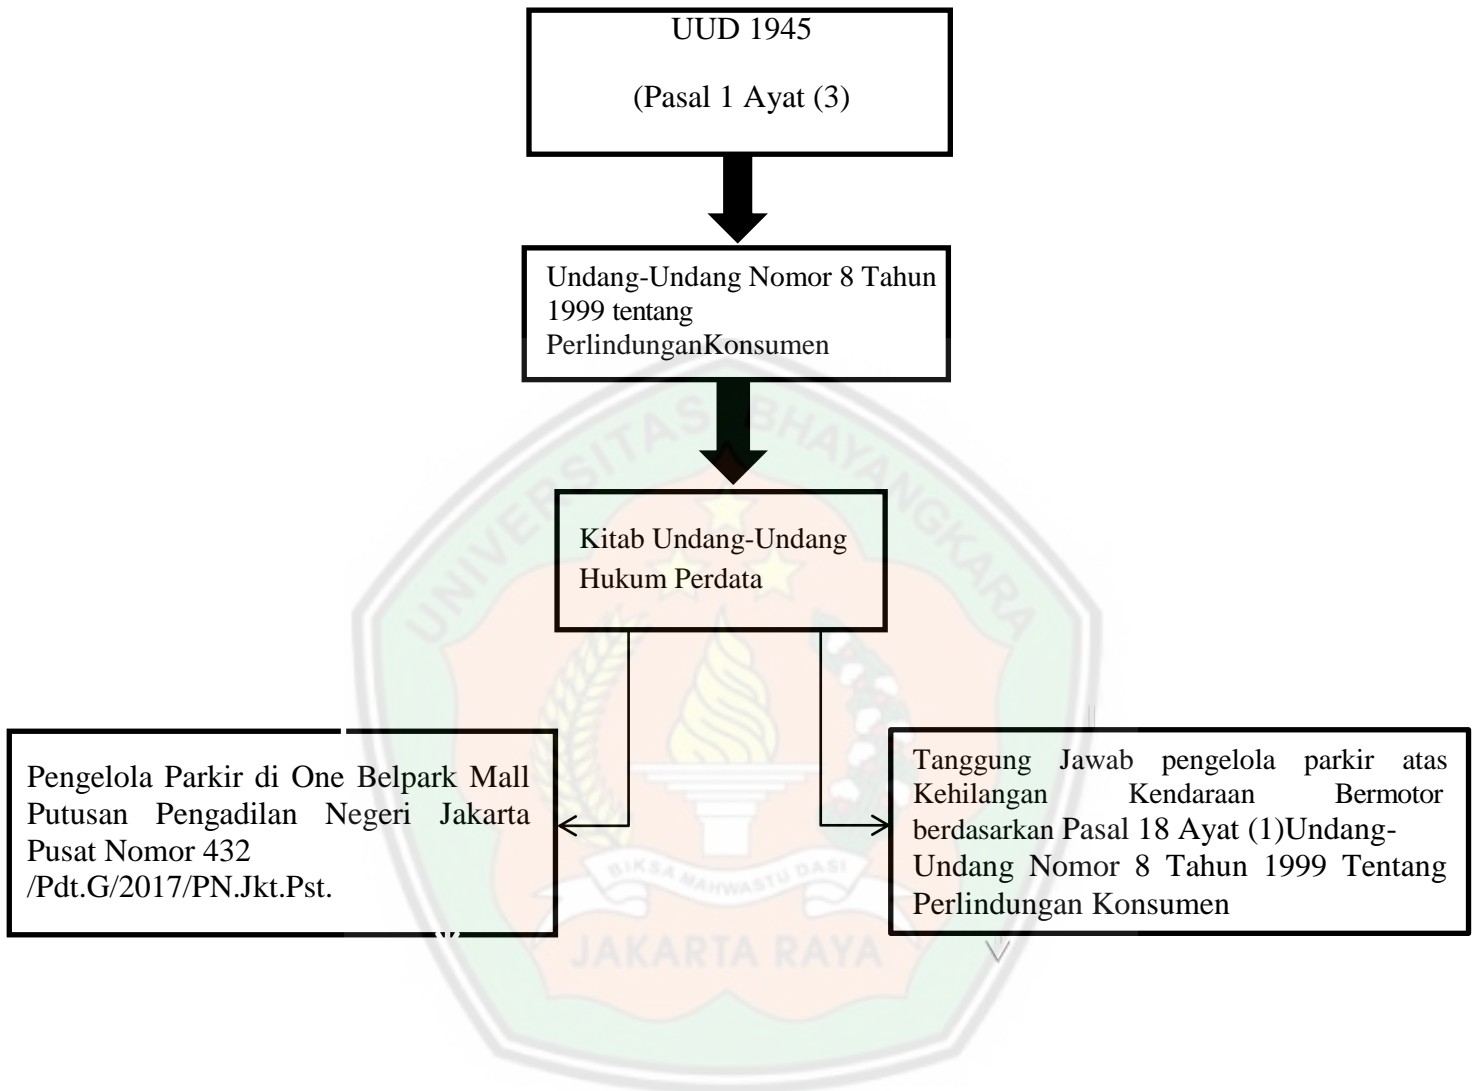 UUD 1945
(Pasal 1 Ayat (3)
Undang-Undang Nomor 8 Tahun
1999 tentang
PerlindunganKonsumen
UNIVERSITAS BHAYANGKARA
Kitab Undang-Undang
Hukum Perdata
Pengelola Parkir di One Belpark Mall
Putusan Pengadilan Negeri Jakarta
Pusat Nomor 432
/Pdt.G/2017/PN.Jkt.Pst.
Tanggung Jawab pengelola parkir atas
Kehilangan Kendaraan Bermotor
berdasarkan Pasal 18 Ayat (1)Undang-
Undang Nomor 8 Tahun 1999 Tentang
Perlindungan Konsumen
BIKSA MAHWASTU DASI
JAKARTA RAYA